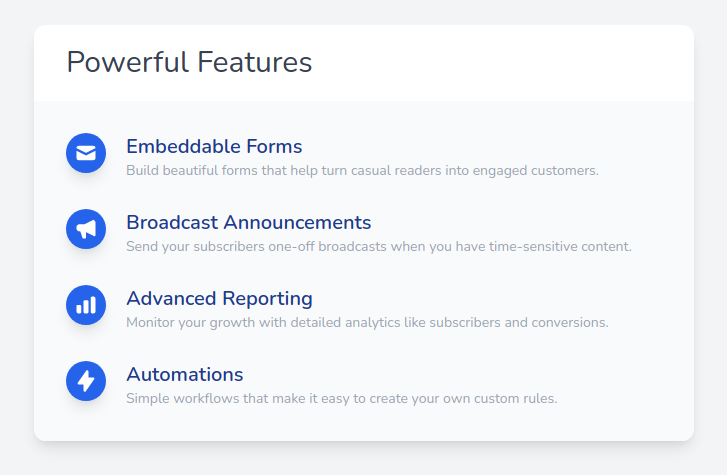 Powerful Features
Embeddable Forms
Build beautiful forms that help turn casual readers into engaged customers.
Broadcast Announcements
Send your subscribers one-off broadcasts when you have time-sensitive content.
Advanced Reporting
Monitor your growth with detailed analytics like subscribers and conversions.
Automations
Simple workflows that make it easy to create your own custom rules.